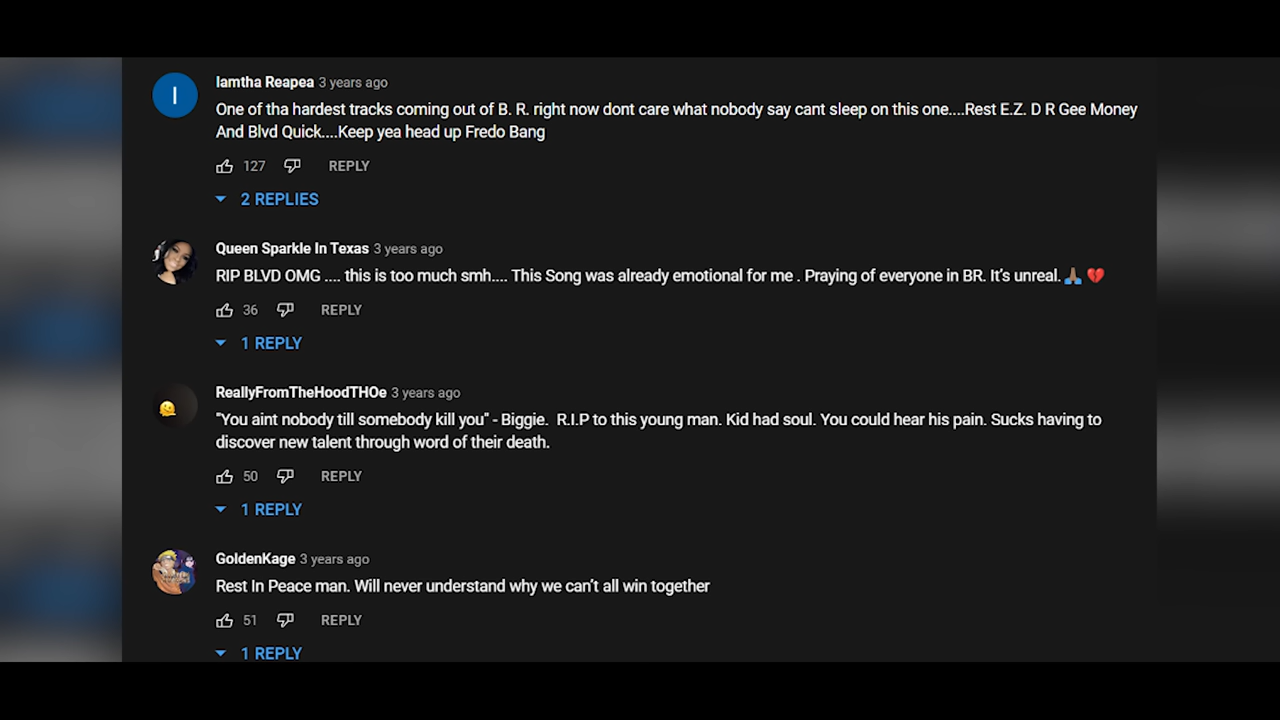 Iamtha Reapea 3 years ago
One of tha hardest tracks coming out of B. R. right now dont care what nobody say cant sleep on this one....Rest E.Z. D R Gee Money
And Blvd Quick....Keep yea head up Fredo Bang
127 REPLY
2 REPLIES
Queen Sparkle In Texas 3 years ago
RIP BLVD OMG .... this is too much smh.... This Song was already emotional for me . Praying of everyone in BR. It's unreal. 🙏🏾 💔
36 REPLY
1 REPLY
ReallyFromTheHoodTHOe 3 years ago
"You aint nobody till somebody kill you" - Biggie. R.I.P to this young man. Kid had soul. You could hear his pain. Sucks having to
discover new talent through word of their death.
50 REPLY
1 REPLY
GoldenKage 3 years ago
Rest In Peace man. Will never understand why we can't all win together
51 REPLY
1 REPLY